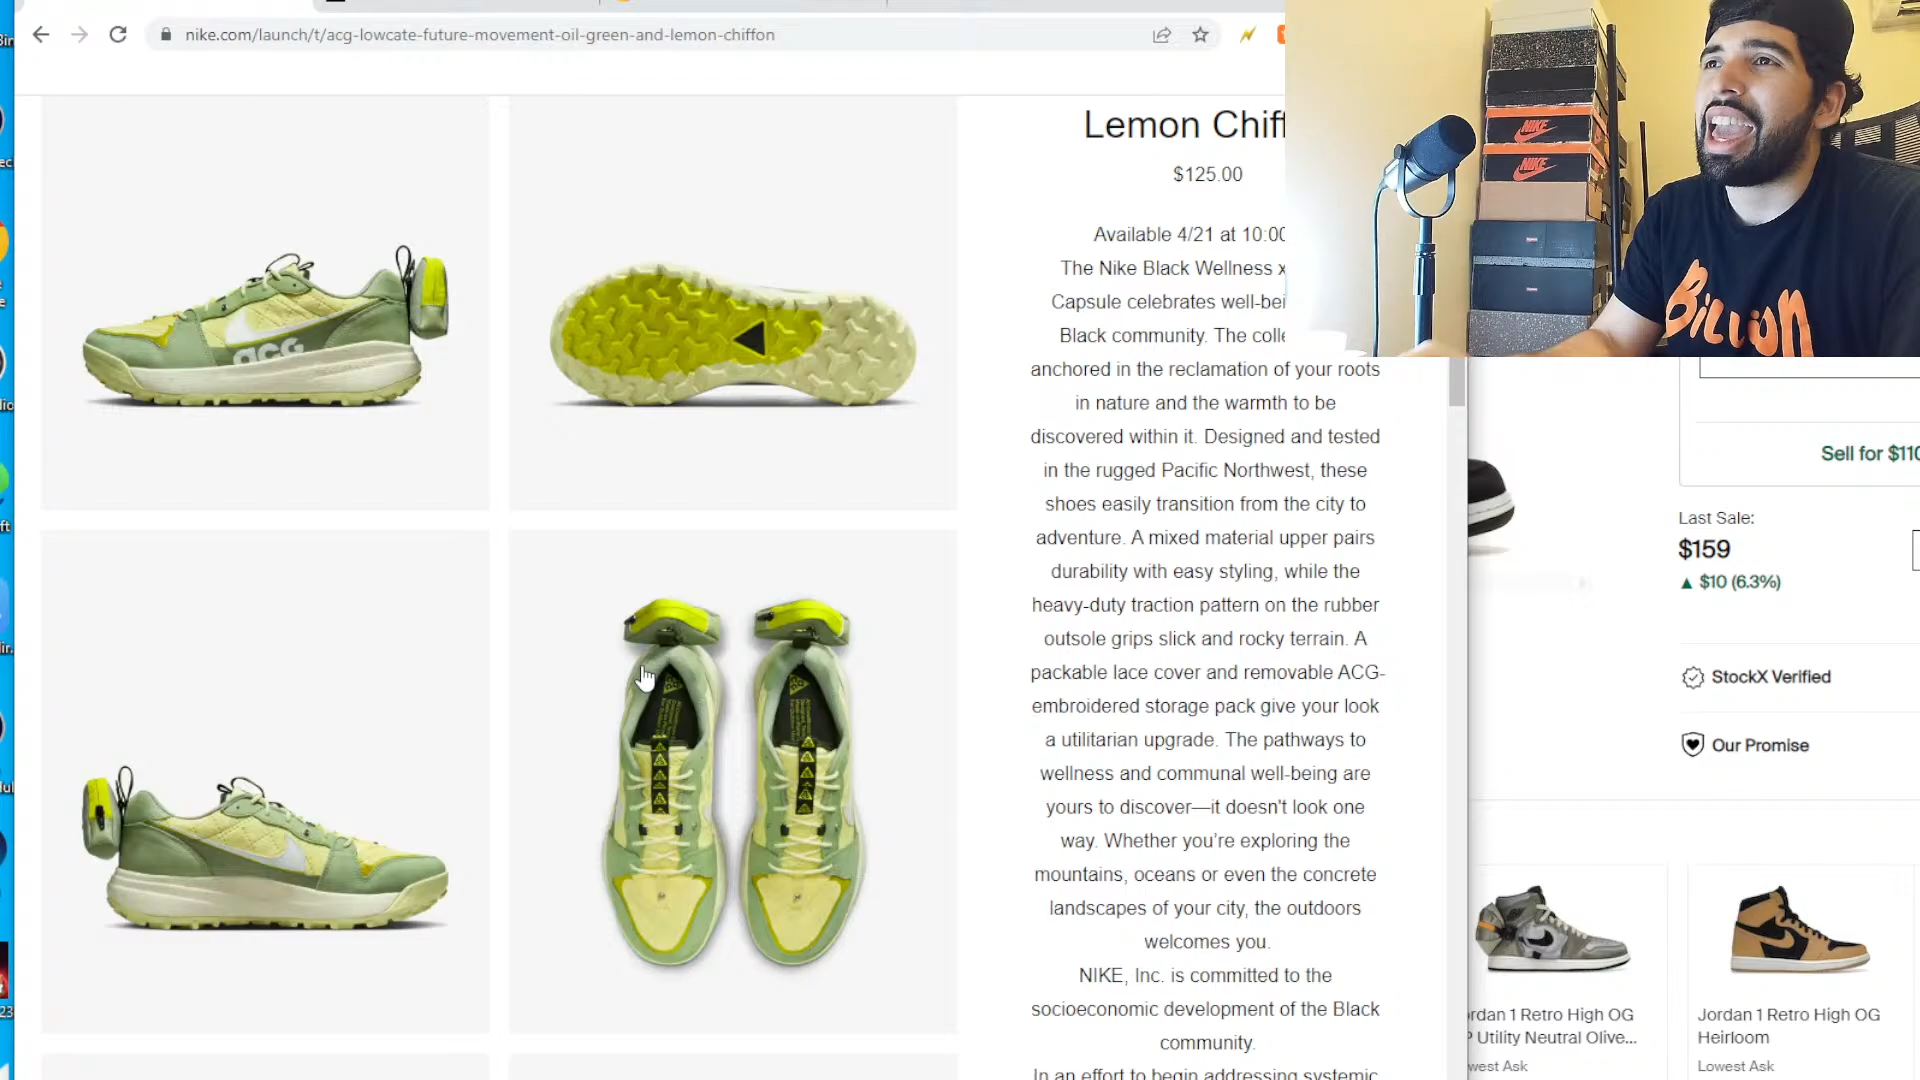 nike.com/launch/t/acg-lowcate-future-movement-oil-green-and-lemon-chiffon
Lemon Chiff
$125.00
Available 4/21 at 10:00
The Nike Black Wellness x
Capsule celebrates well-bei
Black community. The colle
anchored in the reclamation of your roots
in nature and the warmth to be
discovered within it. Designed and tested
in the rugged Pacific Northwest, these
shoes easily transition from the city to
adventure. A mixed material upper pairs
durability with easy styling, while the
heavy-duty traction pattern on the rubber
outsole grips slick and rocky terrain. A
packable lace cover and removable ACG-
embroidered storage pack give your look
a utilitarian upgrade. The pathways to
wellness and communal well-being are
yours to discover—it doesn't look one
way. Whether you're exploring the
mountains, oceans or even the concrete
landscapes of your city, the outdoors
welcomes you.
NIKE, Inc. is committed to the
socioeconomic development of the Black
community.
In an effort to begin addressing systemic
acg
NIKE
NIKE
BILLION
Sell for $110
Last Sale:
$159
▲ $10 (6.3%)
StockX Verified
Our Promise
rdan 1 Retro High OG
P Utility Neutral Olive...
west Ask
Jordan 1 Retro High OG
Heirloom
Lowest Ask